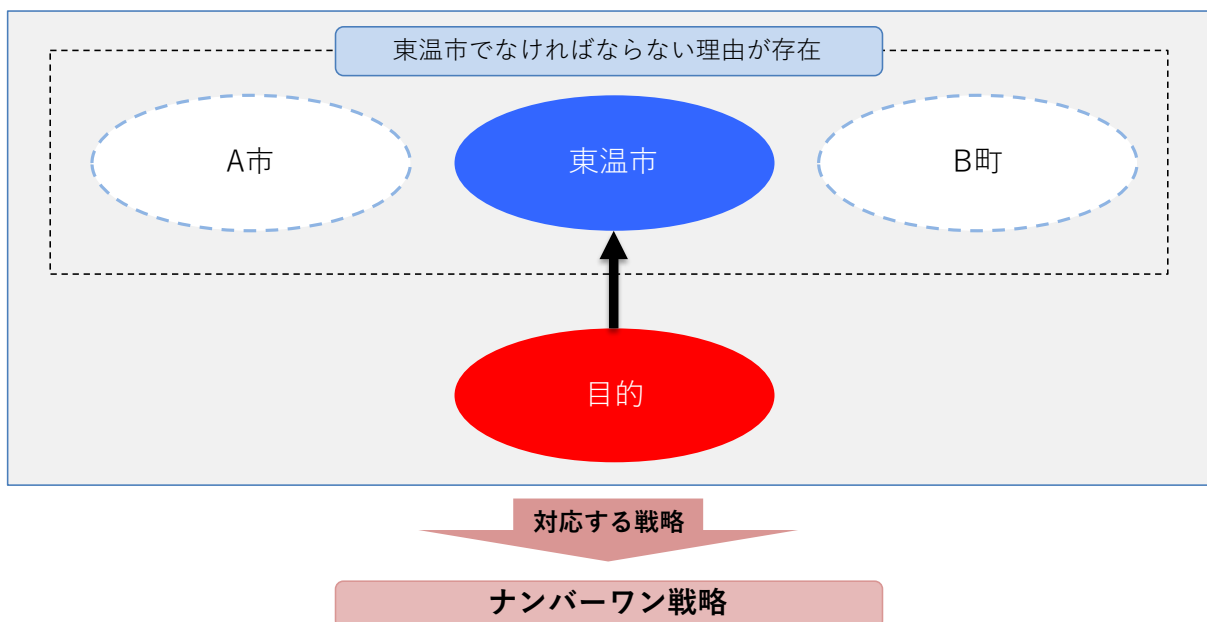 東温市でなければならない理由が存在
A市
東温市
B町
目的
対応する戦略
ナンバーワン戦略